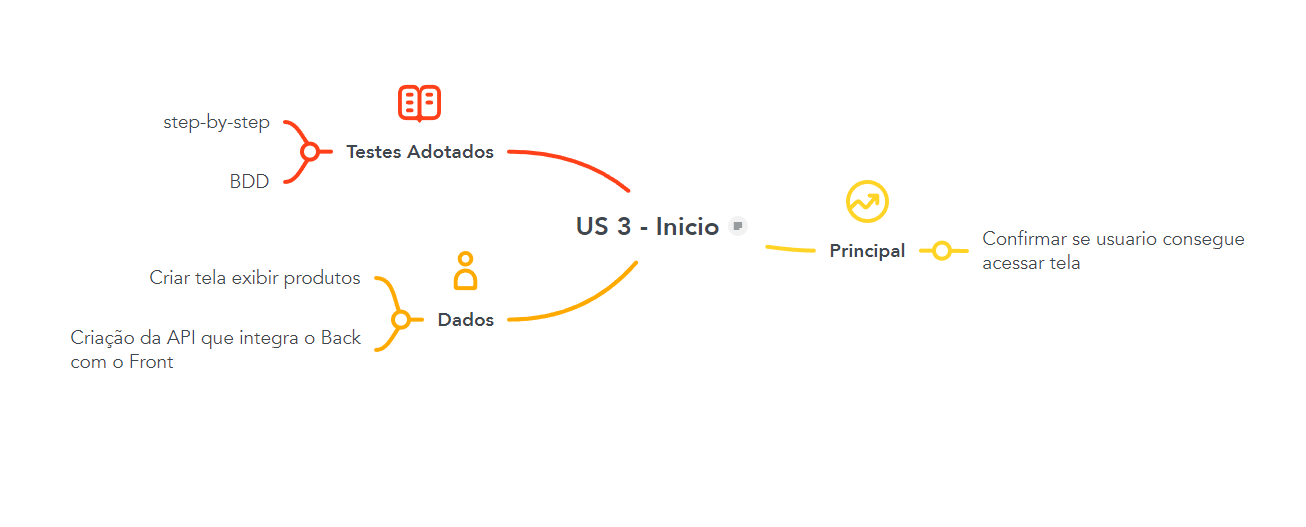 step-by-step
Testes Adotados
BDD
US 3 - Inicio
Principal
Confirmar se usuario consegue
acessar tela
Criar tela exibir produtos
Dados
Criação da API que integra o Back
com o Front